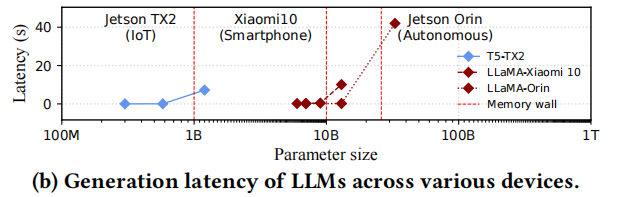 Jetson TX2
(IoT)
Xiaomi10
(Smartphone)
Jetson Orin
(Autonomous)
Latency (s)
40
20
0
T5-TX2
LLaMA-Xiaomi 10
LLaMA-Orin
Memory wall
100M
1B
10B
100B
1T
Parameter size
(b) Generation latency of LLMs across various devices.